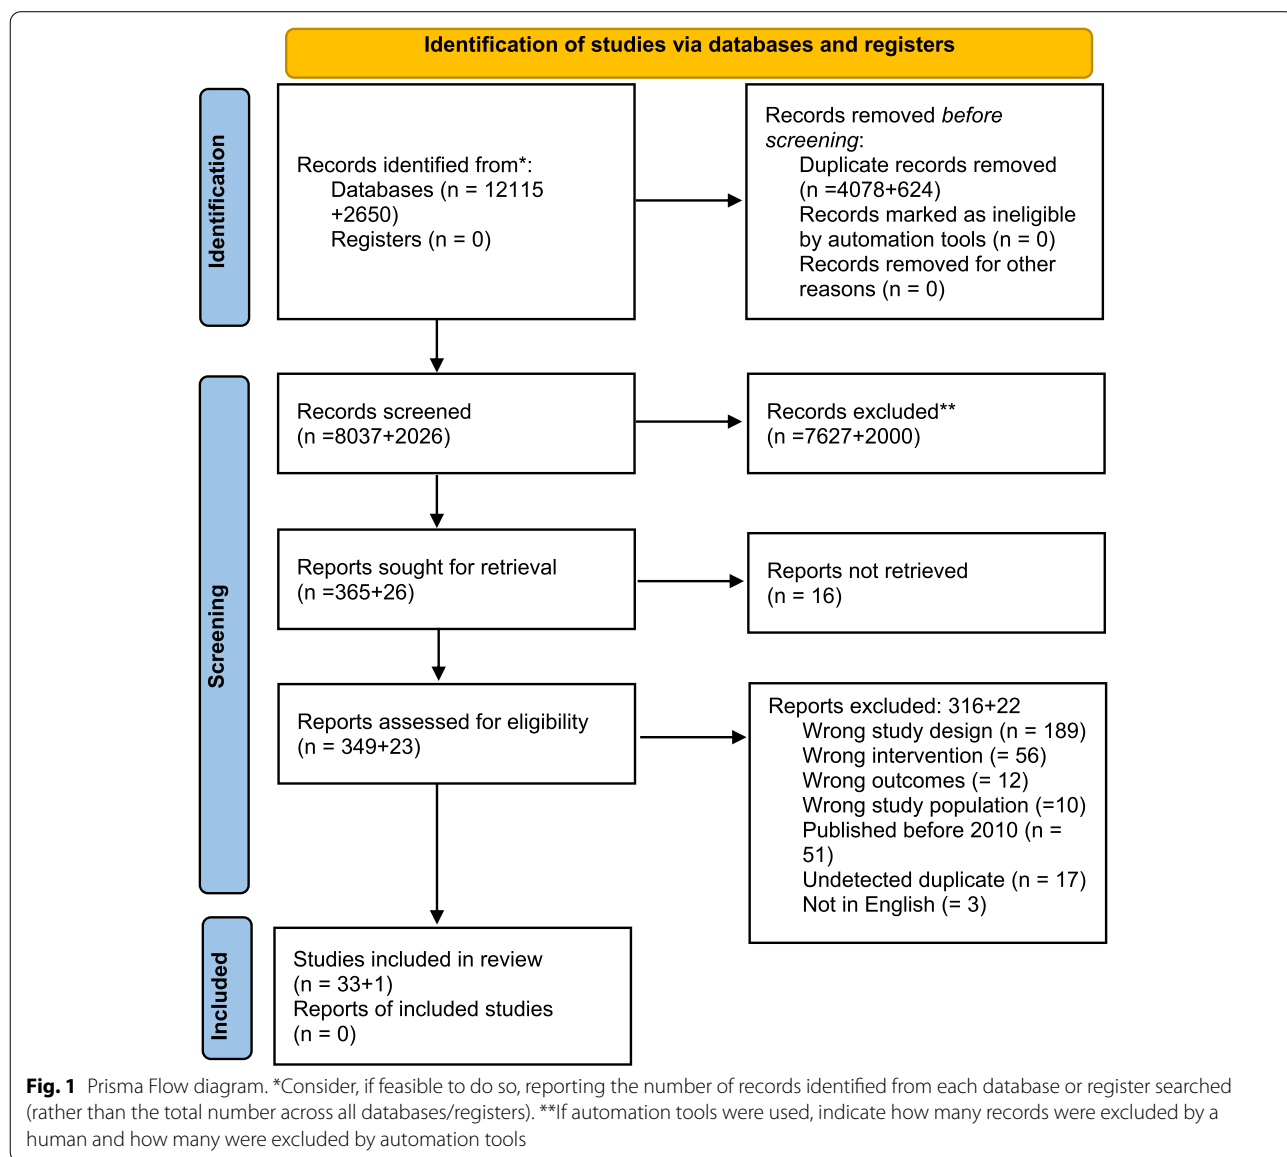 Identification of studies via databases and registers
Identification
Records identified from*:
Databases (n = 12115
+2650)
Registers (n = 0)
Records removed before
screening:
Duplicate records removed
(n =4078+624)
Records marked as ineligible
by automation tools (n = 0)
Records removed for other
reasons (n = 0)
Screening
Records screened
(n =8037+2026)
Records excluded**
(n =7627+2000)
Reports sought for retrieval
(n =365+26)
Reports not retrieved
(n = 16)
Reports assessed for eligibility
(n = 349+23)
Reports excluded: 316+22
Wrong study design (n = 189)
Wrong intervention (= 56)
Wrong outcomes (= 12)
Wrong study population (=10)
Published before 2010 (n =
51)
Undetected duplicate (n = 17)
Not in English (= 3)
Included
Studies included in review
(n = 33+1)
Reports of included studies
(n = 0)
Fig. 1 Prisma Flow diagram. *Consider, if feasible to do so, reporting the number of records identified from each database or register searched
(rather than the total number across all databases/registers). **If automation tools were used, indicate how many records were excluded by a
human and how many were excluded by automation tools